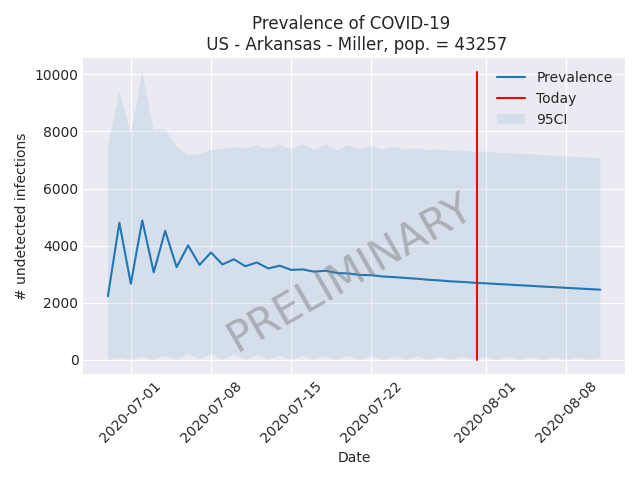 Prevalence of COVID-19
US - Arkansas - Miller, pop. = 43257
10000
8000
6000
4000
2000
0
# undetected infections
Prevalence
Today
95CI
PRELIMINARY
2020-07-01
2020-07-08
2020-07-15
2020-07-22
2020-08-01
2020-08-08
Date